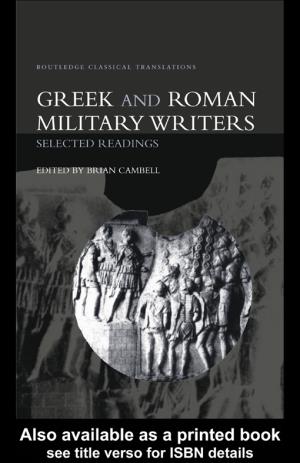 ROUTLEDGE CLASSICAL TRANSLATIONS
GREEK AND ROMAN
MILITARY WRITERS
SELECTED READINGS
EDITED BY BRIAN CAMBELL
Also available as a printed book
see title verso for ISBN details